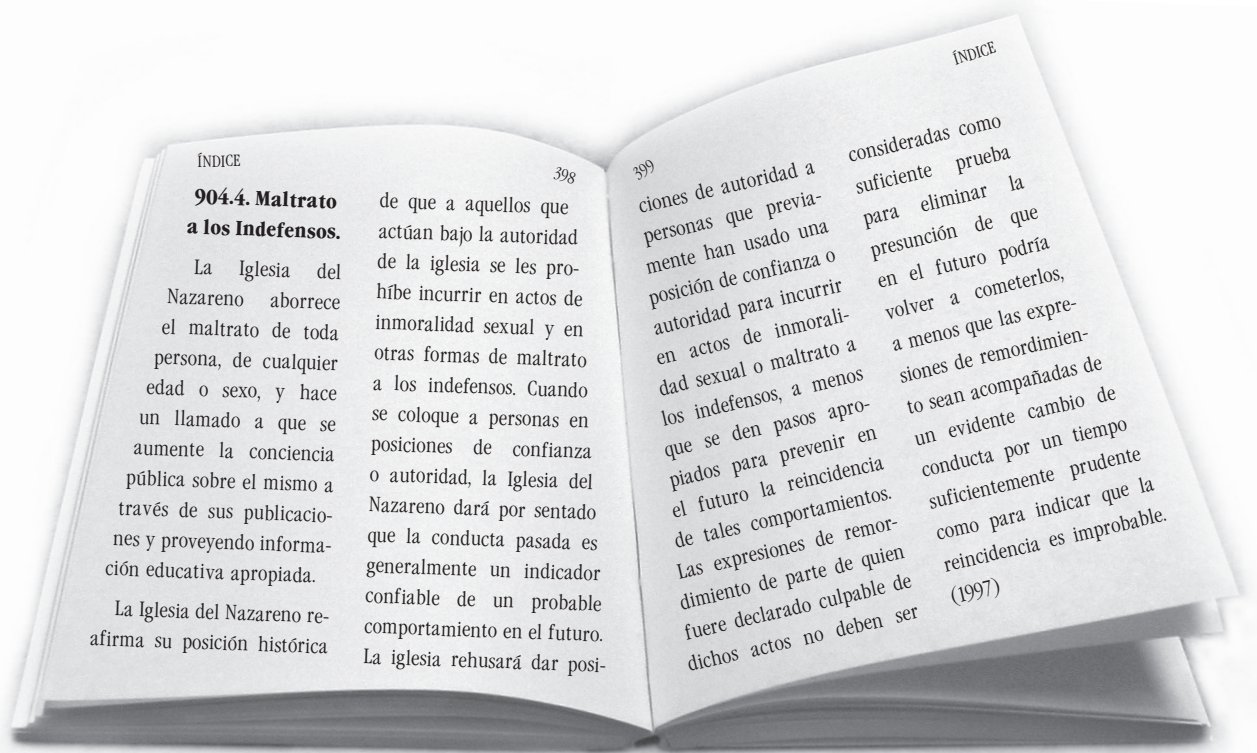 ÍNDICE
398
904.4. Maltrato
a los Indefensos.
La Iglesia del
Nazareno aborrece
el maltrato de toda
persona, de cualquier
edad o sexo, y hace
un llamado a que se
aumente la conciencia
pública sobre el mismo a
través de sus publicacio-
nes y proveyendo informa-
ción educativa apropiada.
La Iglesia del Nazareno re-
afirma su posición histórica
de que a aquellos que
actúan bajo la autoridad
de la iglesia se les pro-
híbe incurrir en actos de
inmoralidad sexual y en
otras formas de maltrato
a los indefensos. Cuando
se coloque a personas en
posiciones de confianza
o autoridad, la Iglesia del
Nazareno dará por sentado
que la conducta pasada es
generalmente un indicador
confiable de un probable
comportamiento en el futuro.
La iglesia rehusará dar posi-
399
ÍNDICE
ciones de autoridad a
personas que previa-
mente han usado una
posición de confianza o
autoridad para incurrir
en actos de inmorali-
dad sexual o maltrato a
los indefensos, a menos
que se den pasos apro-
piados para prevenir en
el futuro la reincidencia
de tales comportamientos.
Las expresiones de remor-
dimiento de parte de quien
fuere declarado culpable de
dichos actos no deben ser
consideradas como
suficiente prueba
para eliminar la
presunción de que
en el futuro podría
volver a cometerlos,
a menos que las expre-
siones de remordimien-
to sean acompañadas de
un evidente cambio de
conducta por un tiempo
suficientemente prudente
como para indicar que la
reincidencia es improbable.
(1997)